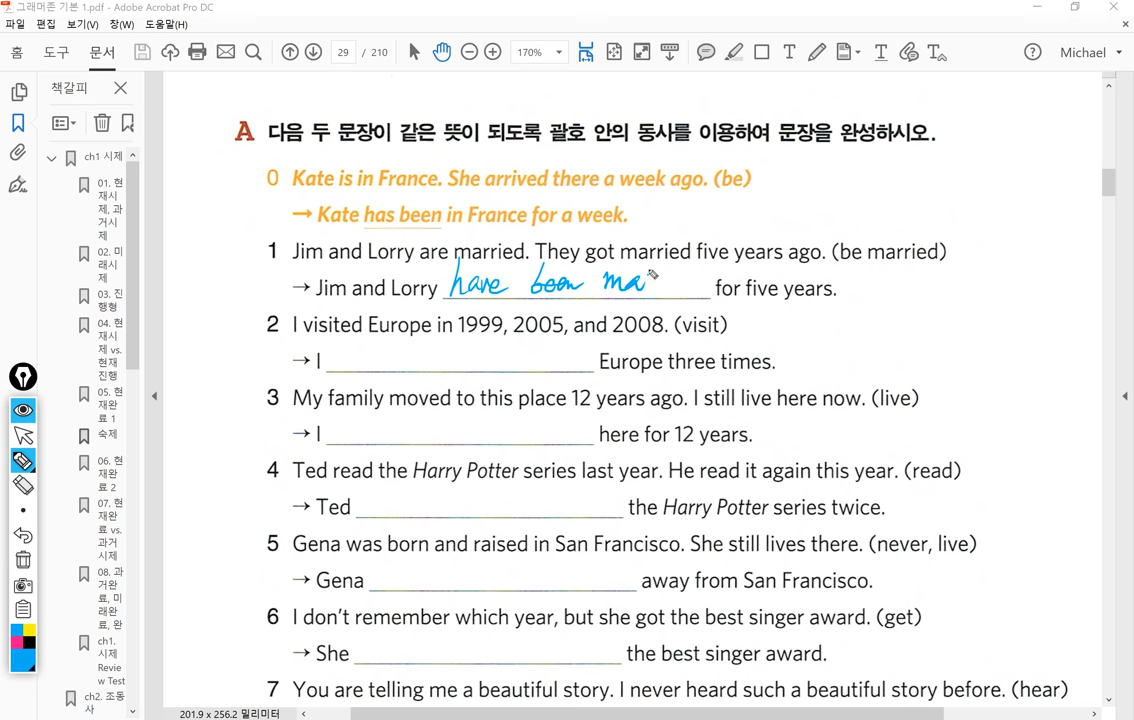 그래머존 기본 1.pdf - Adobe Acrobat Pro DC
파일 편집 보기(V) 창(W) 도움말(H)
홈 도구 문서 29 / 210 170% Michael
책갈피
ch1 시제
01. 현재시제, 과거시제
02. 미래시제
03. 진행형
04. 현재시제 vs. 현재진행
05. 현재완료 1
숙제
06. 현재완료 2
07. 현재완료 vs. 과거시제
08. 과거완료, 미래완료, 완
ch1. 시제 Review Test
ch2. 조동사
A 다음 두 문장이 같은 뜻이 되도록 괄호 안의 동사를 이용하여 문장을 완성하시오.
0 Kate is in France. She arrived there a week ago. (be)
→ Kate has been in France for a week.
1 Jim and Lorry are married. They got married five years ago. (be married)
→ Jim and Lorry have been ma for five years.
2 I visited Europe in 1999, 2005, and 2008. (visit)
→ I Europe three times.
3 My family moved to this place 12 years ago. I still live here now. (live)
→ I here for 12 years.
4 Ted read the Harry Potter series last year. He read it again this year. (read)
→ Ted the Harry Potter series twice.
5 Gena was born and raised in San Francisco. She still lives there. (never, live)
→ Gena away from San Francisco.
6 I don't remember which year, but she got the best singer award. (get)
→ She the best singer award.
7 You are telling me a beautiful story. I never heard such a beautiful story before. (hear)
201.9 x 256.2 밀리미터